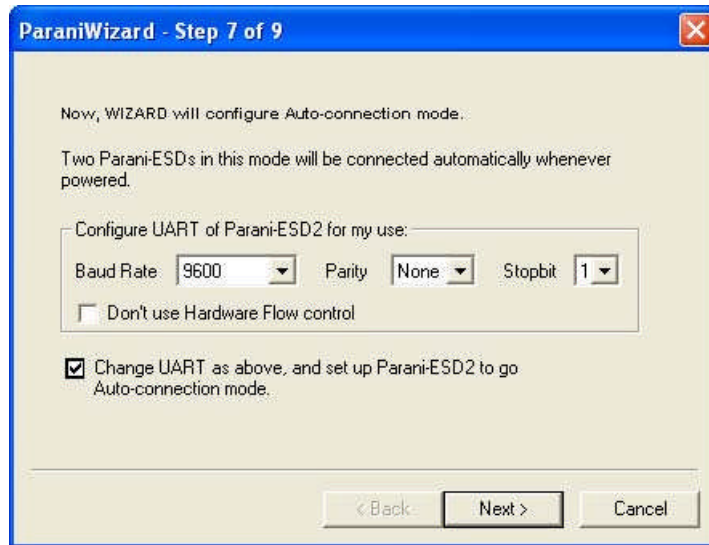 ParaniWizard - Step 7 of 9
Now, WIZARD will configure Auto-connection mode.
Two Parani-ESDs in this mode will be connected automatically whenever
powered.
Configure UART of Parani-ESD2 for my use:
Baud Rate 9600 Parity None Stopbit 1
Don't use Hardware Flow control
Change UART as above, and set up Parani-ESD2 to go
Auto-connection mode.
< Back Next > Cancel